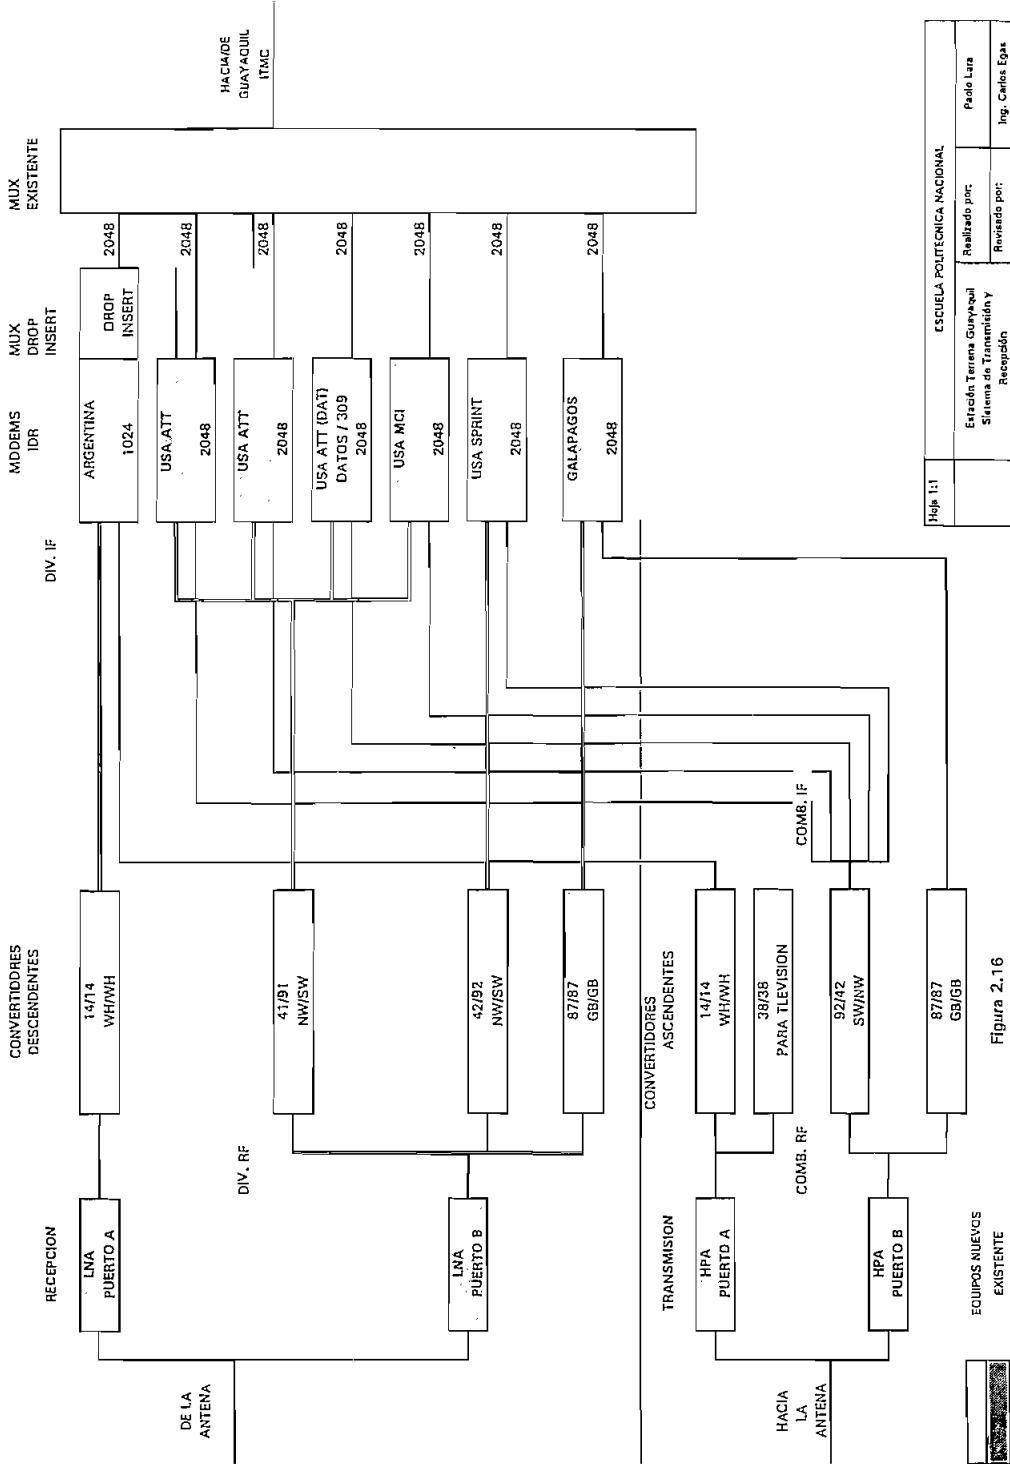 RECEPCION
CONVERTIDDRES
DESCENDENTES
MDDEMS
IDR
MUX
DROP
INSERT
MUX
EXISTENTE
DIV. IF
LNA
PUERTO A
14/14
WH/WH
ARGENTINA
1024
DROP
INSERT
2048
USA ATT
2048
2048
DE LA
ANTENA
DIV. RF
41/91
NW/SW
USA ATT
2048
2048
HACIA/DE
GUAYAQUIL
ITMC
USA ATT (DAT)
DATOS / 309
2048
2048
USA MCI
2048
2048
LNA
PUERTO B
42/92
NW/SW
USA SPRINT
2048
2048
87/87
GB/GB
GALAPAGOS
2048
2048
TRANSMISION
CONVERTIDORES
ASCENDENTES
HPA
PUERTO A
14/14
WH/WH
38/38
PARA TLEVISION
HACIA
LA
ANTENA
COMB. RF
COMB. IF
92/42
SW/NW
HPA
PUERTO B
87/87
GB/GB
EQUIPOS NUEVOS
EXISTENTE
Figura 2.16
Hoja 1:1
ESCUELA POLITECNICA NACIONAL
Estación Terrena Guayaquil
Sistema de Transmisión y
Recepción
Realizado por:
Paolo Lara
Revisado por:
Ing. Carlos Egas